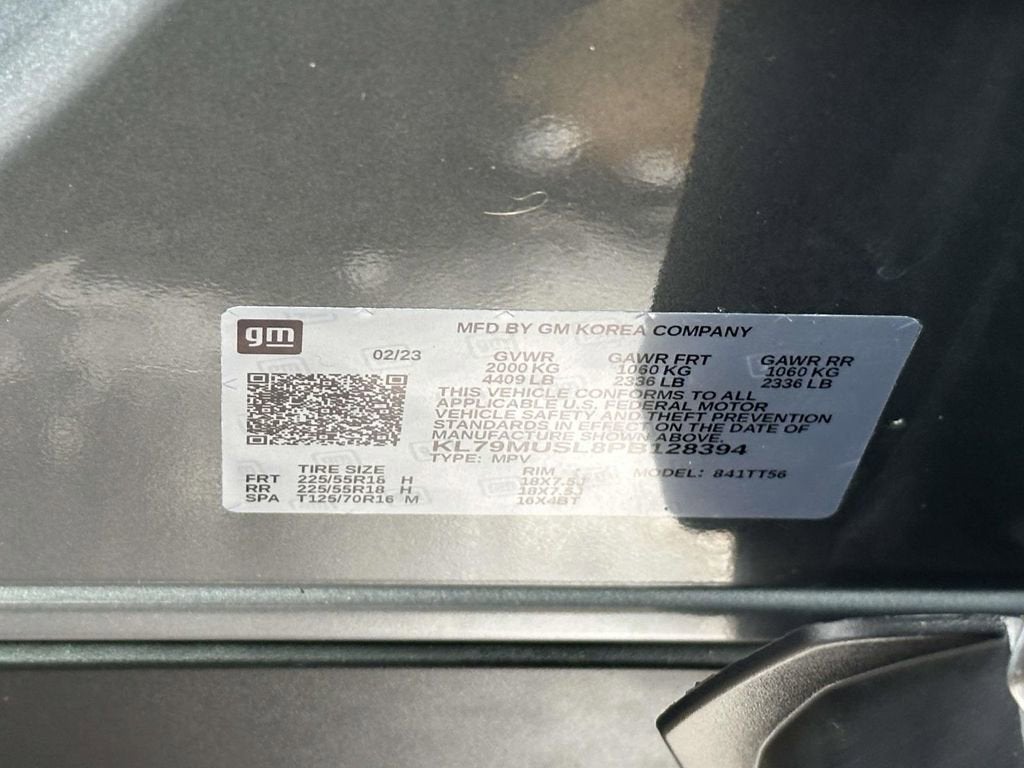 gm
MFD BY GM KOREA COMPANY
02/23 GVWR GAWR FRT GAWR RR
2000 KG 1060 KG 1060 KG
4409 LB 2336 LB 2336 LB
THIS VEHICLE CONFORMS TO ALL
APPLICABLE U.S. FEDERAL MOTOR
VEHICLE SAFETY AND THEFT PREVENTION
STANDARDS IN EFFECT ON THE DATE OF
MANUFACTURE SHOWN ABOVE.
KL79MUSL8PB128394
TYPE: MPV MODEL: 841TT56
TIRE SIZE RIM
FRT 225/55R18 H 18X7.5J
RR 225/55R18 H 18X7.5J
SPA T125/70R16 M 16X4BT